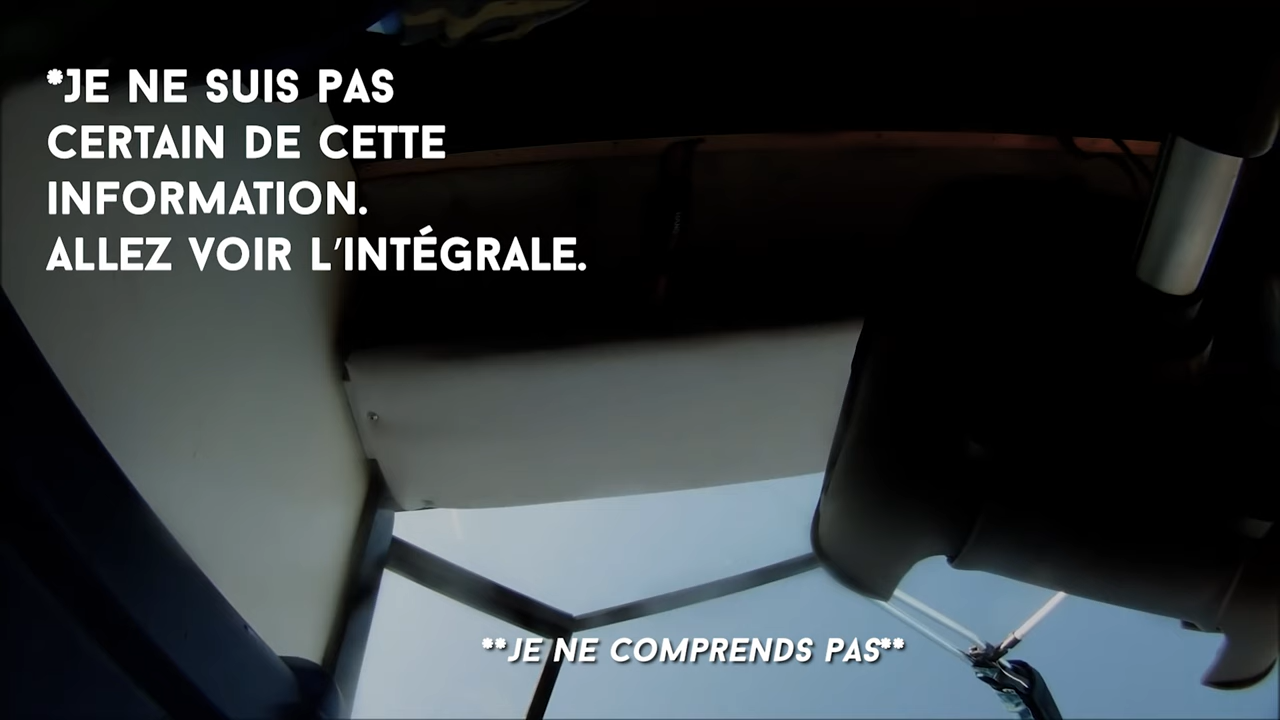 *JE NE SUIS PAS
CERTAIN DE CETTE
INFORMATION.
ALLEZ VOIR L'INTÉGRALE.
**JE NE COMPRENDS PAS**